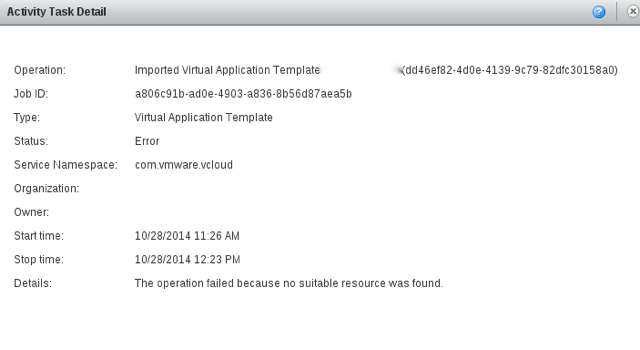 Activity Task Detail
Operation: Imported Virtual Application Template (dd46ef82-4d0e-4139-9c79-82dfc30158a0)
Job ID: a806c91b-ad0e-4903-a836-8b56d87aea5b
Type: Virtual Application Template
Status: Error
Service Namespace: com.vmware.vcloud
Organization:
Owner:
Start time: 10/28/2014 11:26 AM
Stop time: 10/28/2014 12:23 PM
Details: The operation failed because no suitable resource was found.